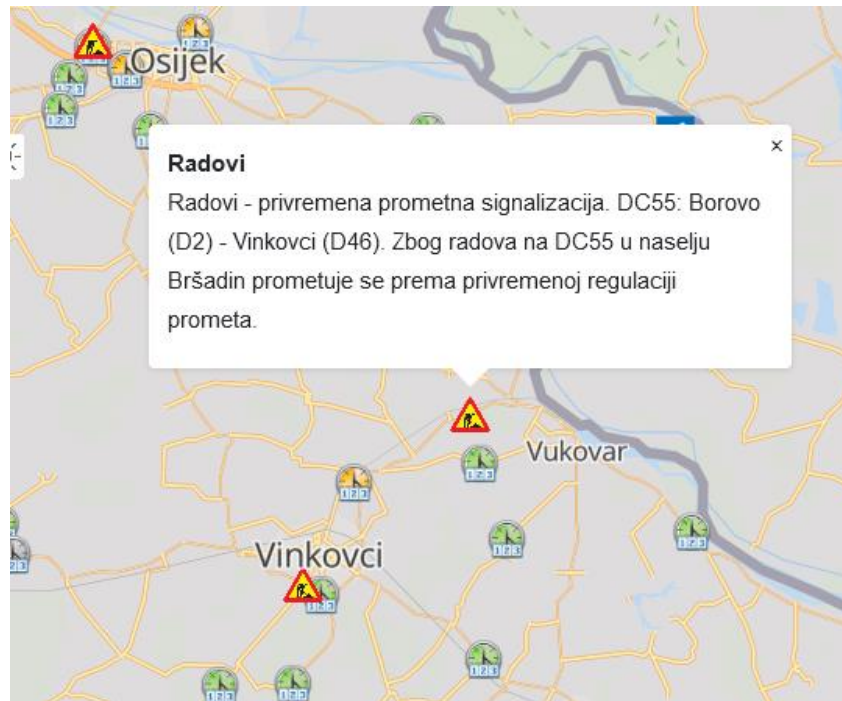 Osijek
Radovi
Radovi - privremena prometna signalizacija. DC55: Borovo
(D2) - Vinkovci (D46). Zbog radova na DC55 u naselju
Bršadin prometuje se prema privremenoj regulaciji
prometa.
Vukovar
Vinkovci